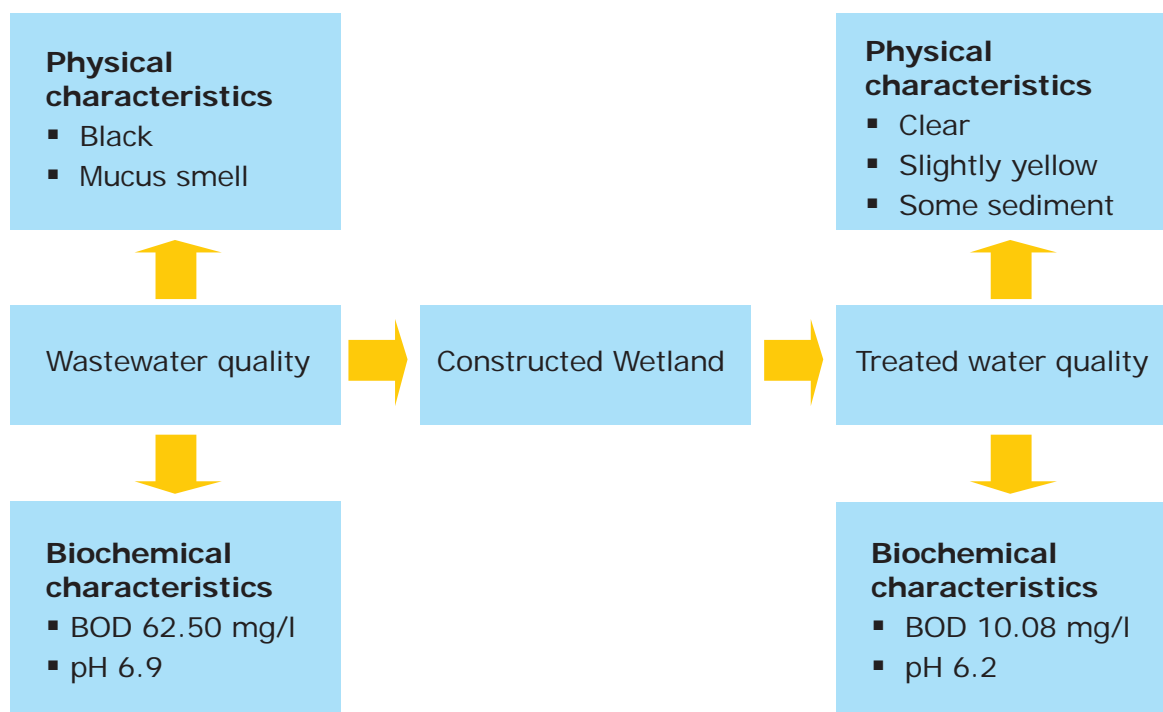 Physical
characteristics
▪ Black
▪ Mucus smell
Physical
characteristics
▪ Clear
▪ Slightly yellow
▪ Some sediment
Wastewater quality
Constructed Wetland
Treated water quality
Biochemical
characteristics
▪ BOD 62.50 mg/l
▪ pH 6.9
Biochemical
characteristics
▪ BOD 10.08 mg/l
▪ pH 6.2